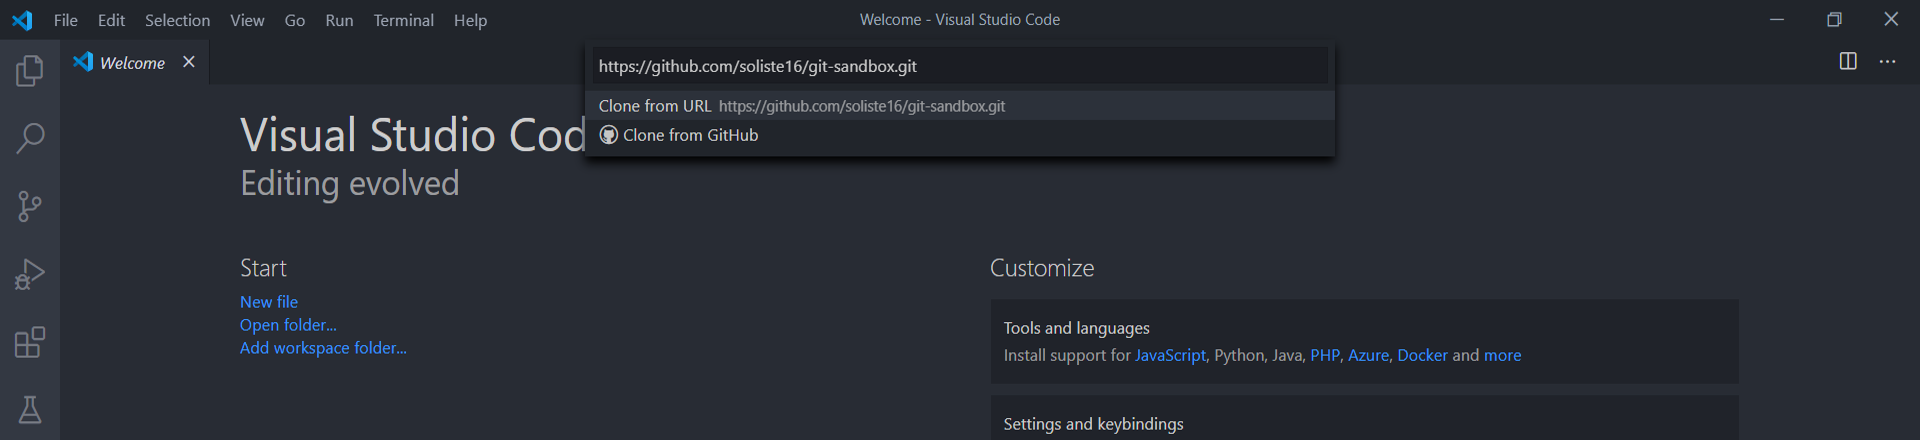 File Edit Selection View Go Run Terminal Help
Welcome - Visual Studio Code
Welcome
https://github.com/soliste16/git-sandbox.git
Clone from URL https://github.com/soliste16/git-sandbox.git
Clone from GitHub
Visual Studio Cod
Editing evolved
Start
New file
Open folder...
Add workspace folder...
Customize
Tools and languages
Install support for JavaScript, Python, Java, PHP, Azure, Docker and more
Settings and keybindings